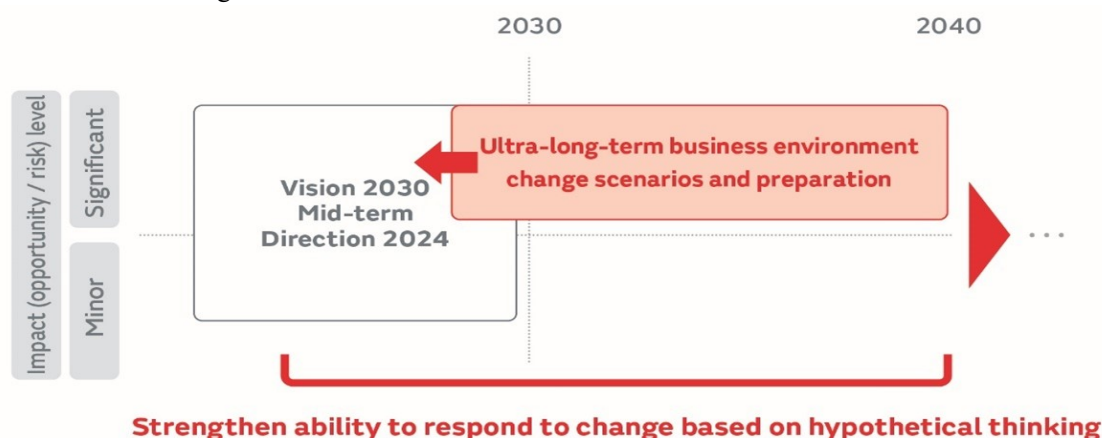 2030
2040
Impact (opportunity / risk) level
Significant
Minor
Vision 2030
Mid-term
Direction 2024
Ultra-long-term business environment
change scenarios and preparation
Strengthen ability to respond to change based on hypothetical thinking